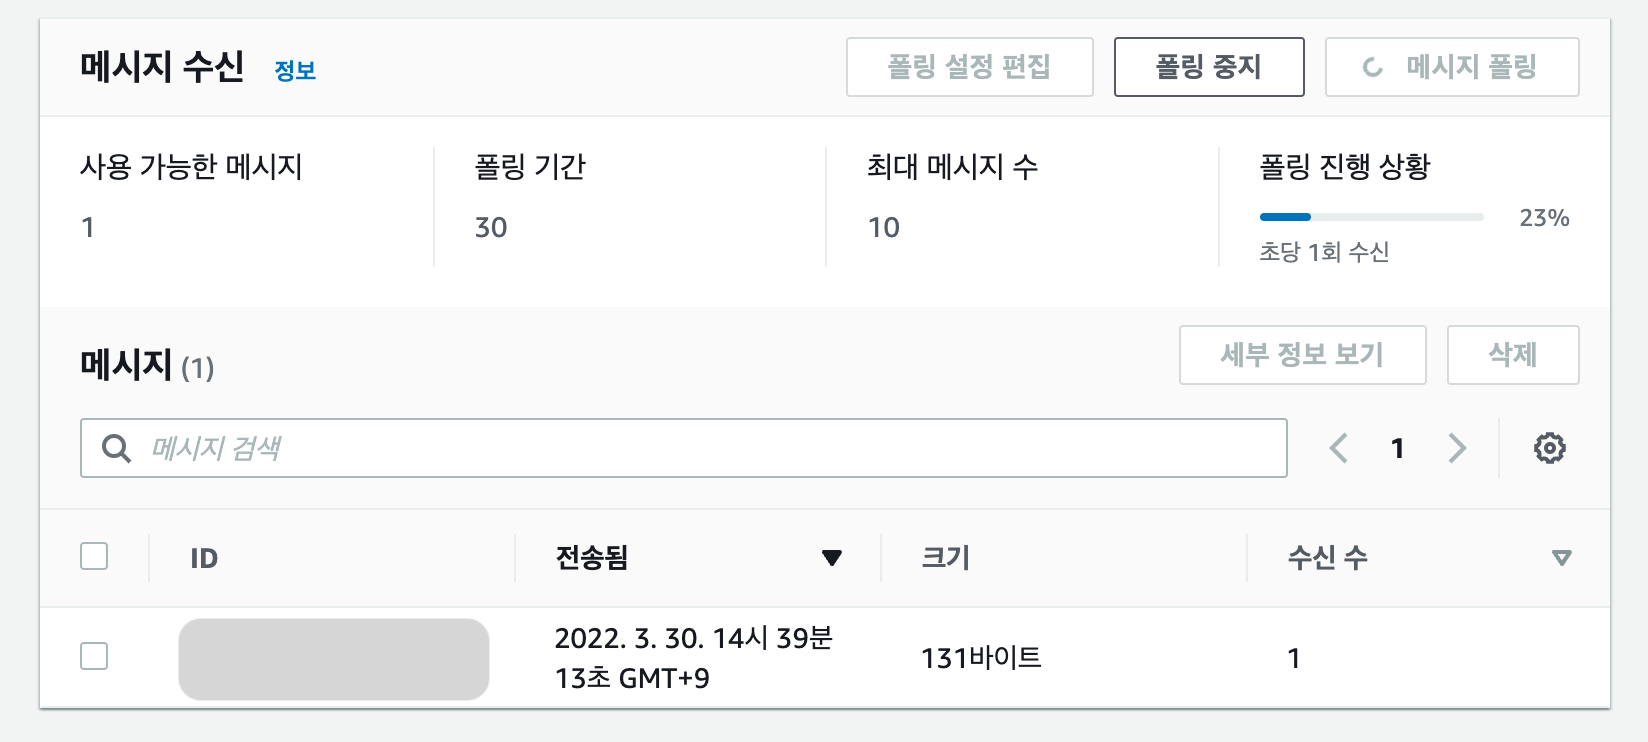 메시지 수신 정보 폴링 설정 편집 폴링 중지 메시지 폴링
사용 가능한 메시지 폴링 기간 최대 메시지 수 폴링 진행 상황
1 30 10 23%
초당 1회 수신
메시지 (1) 세부 정보 보기 삭제
메시지 검색 1
ID 전송됨 크기 수신 수
2022. 3. 30. 14시 39분
13초 GMT+9 131바이트 1